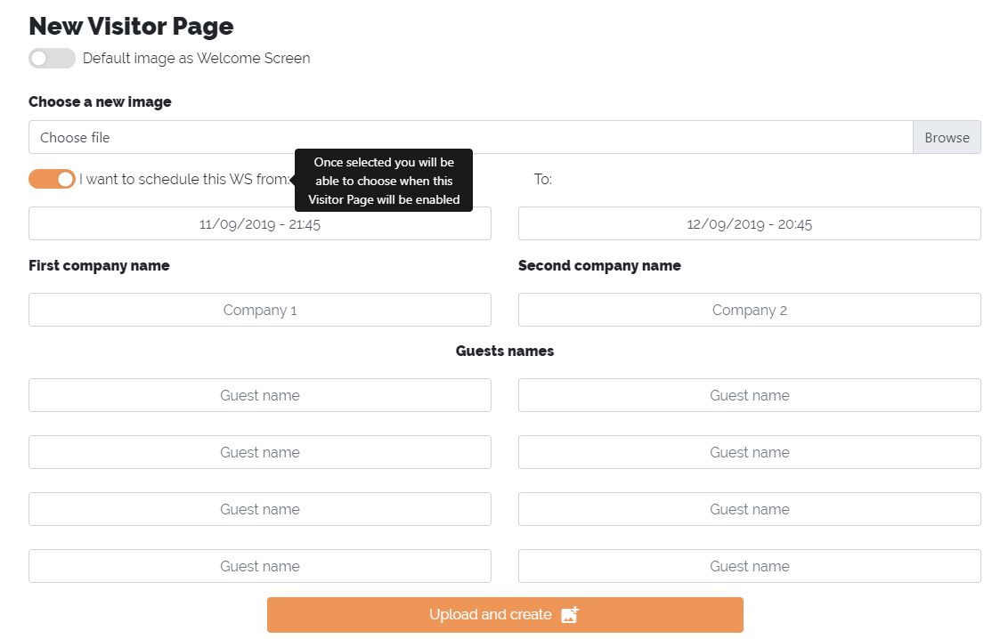 New Visitor Page
Default image as Welcome Screen
Choose a new image
Choose file
Browse
I want to schedule this WS from:
Once selected you will be
able to choose when this
Visitor Page will be enabled
To:
11/09/2019 - 21:45
12/09/2019 - 20:45
First company name
Second company name
Company 1
Company 2
Guests names
Guest name
Guest name
Guest name
Guest name
Guest name
Guest name
Guest name
Guest name
Upload and create